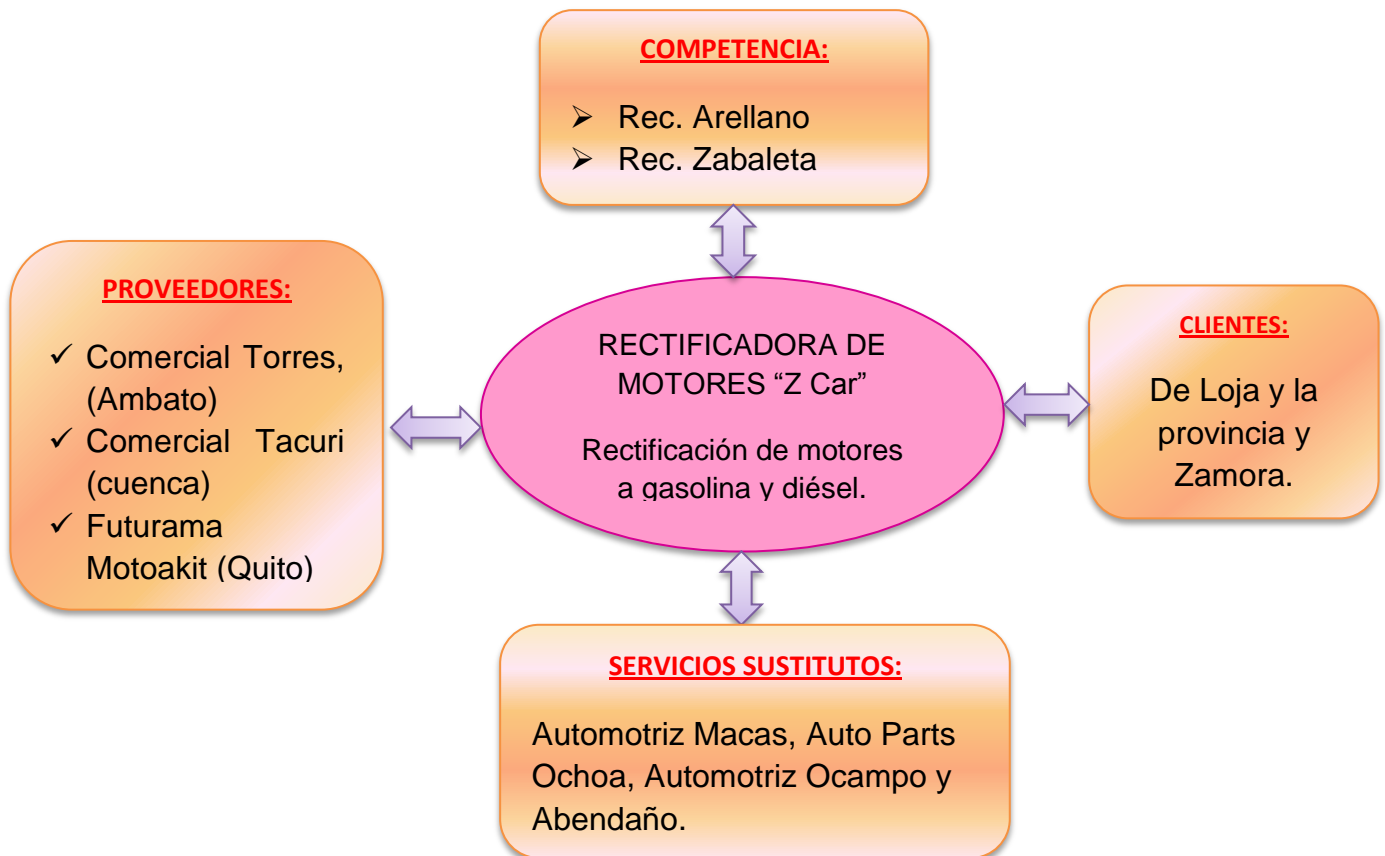 COMPETENCIA:
➢ Rec. Arellano
➢ Rec. Zabaleta
PROVEEDORES:
✓ Comercial Torres,
(Ambato)
✓ Comercial Tacuri
(cuenca)
✓ Futurama
Motoakit (Quito)
RECTIFICADORA DE
MOTORES “Z Car”
Rectificación de motores
a gasolina y diésel.
CLIENTES:
De Loja y la
provincia y
Zamora.
SERVICIOS SUSTITUTOS:
Automotriz Macas, Auto Parts
Ochoa, Automotriz Ocampo y
Abendaño.